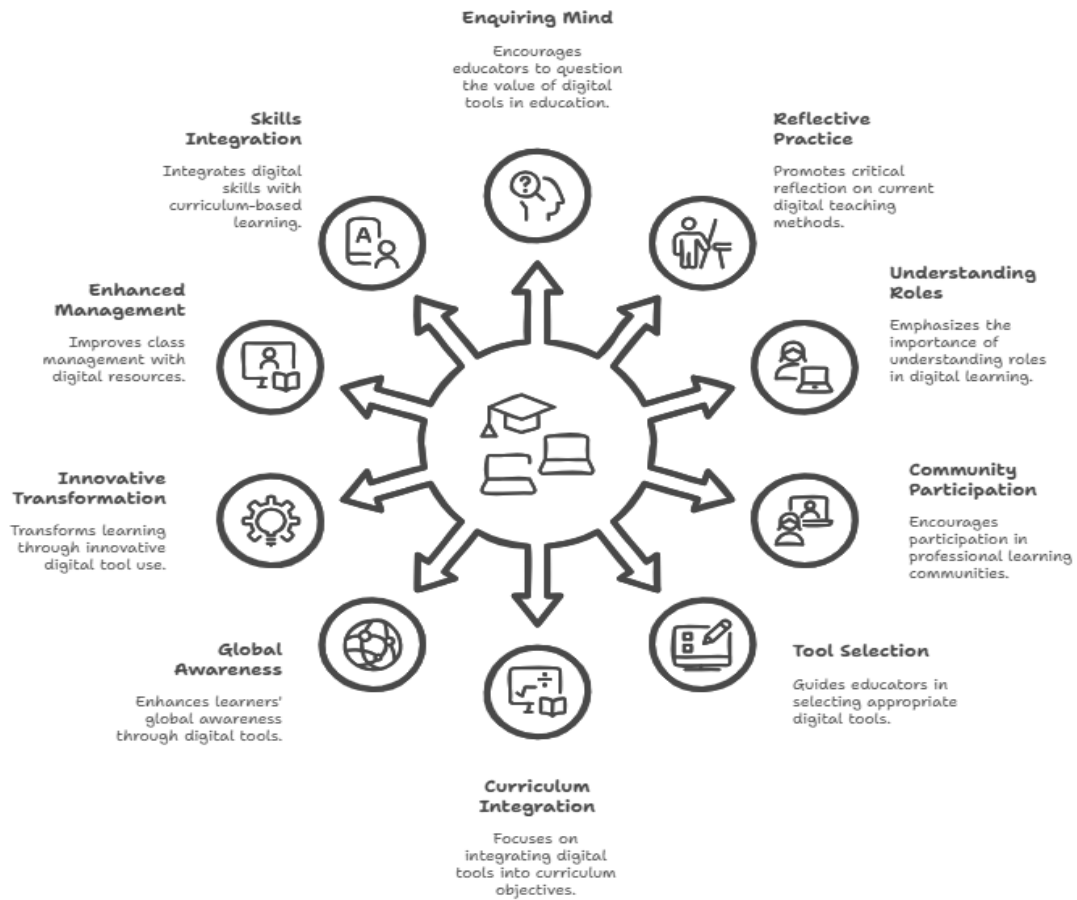 Enquiring Mind
Encourages
educators to question
the value of digital
tools in education.
Reflective
Practice
Promotes critical
reflection on current
digital teaching
methods.
Understanding
Roles
Emphasizes the
importance of
understanding roles
in digital learning.
Community
Participation
Encourages
participation in
professional learning
communities.
Tool Selection
Guides educators in
selecting appropriate
digital tools.
Curriculum
Integration
Focuses on
integrating digital
tools into curriculum
objectives.
Global
Awareness
Enhances learners'
global awareness
through digital tools.
Innovative
Transformation
Transforms learning
through innovative
digital tool use.
Enhanced
Management
Improves class
management with
digital resources.
Skills
Integration
Integrates digital
skills with
curriculum-based
learning.
A
?